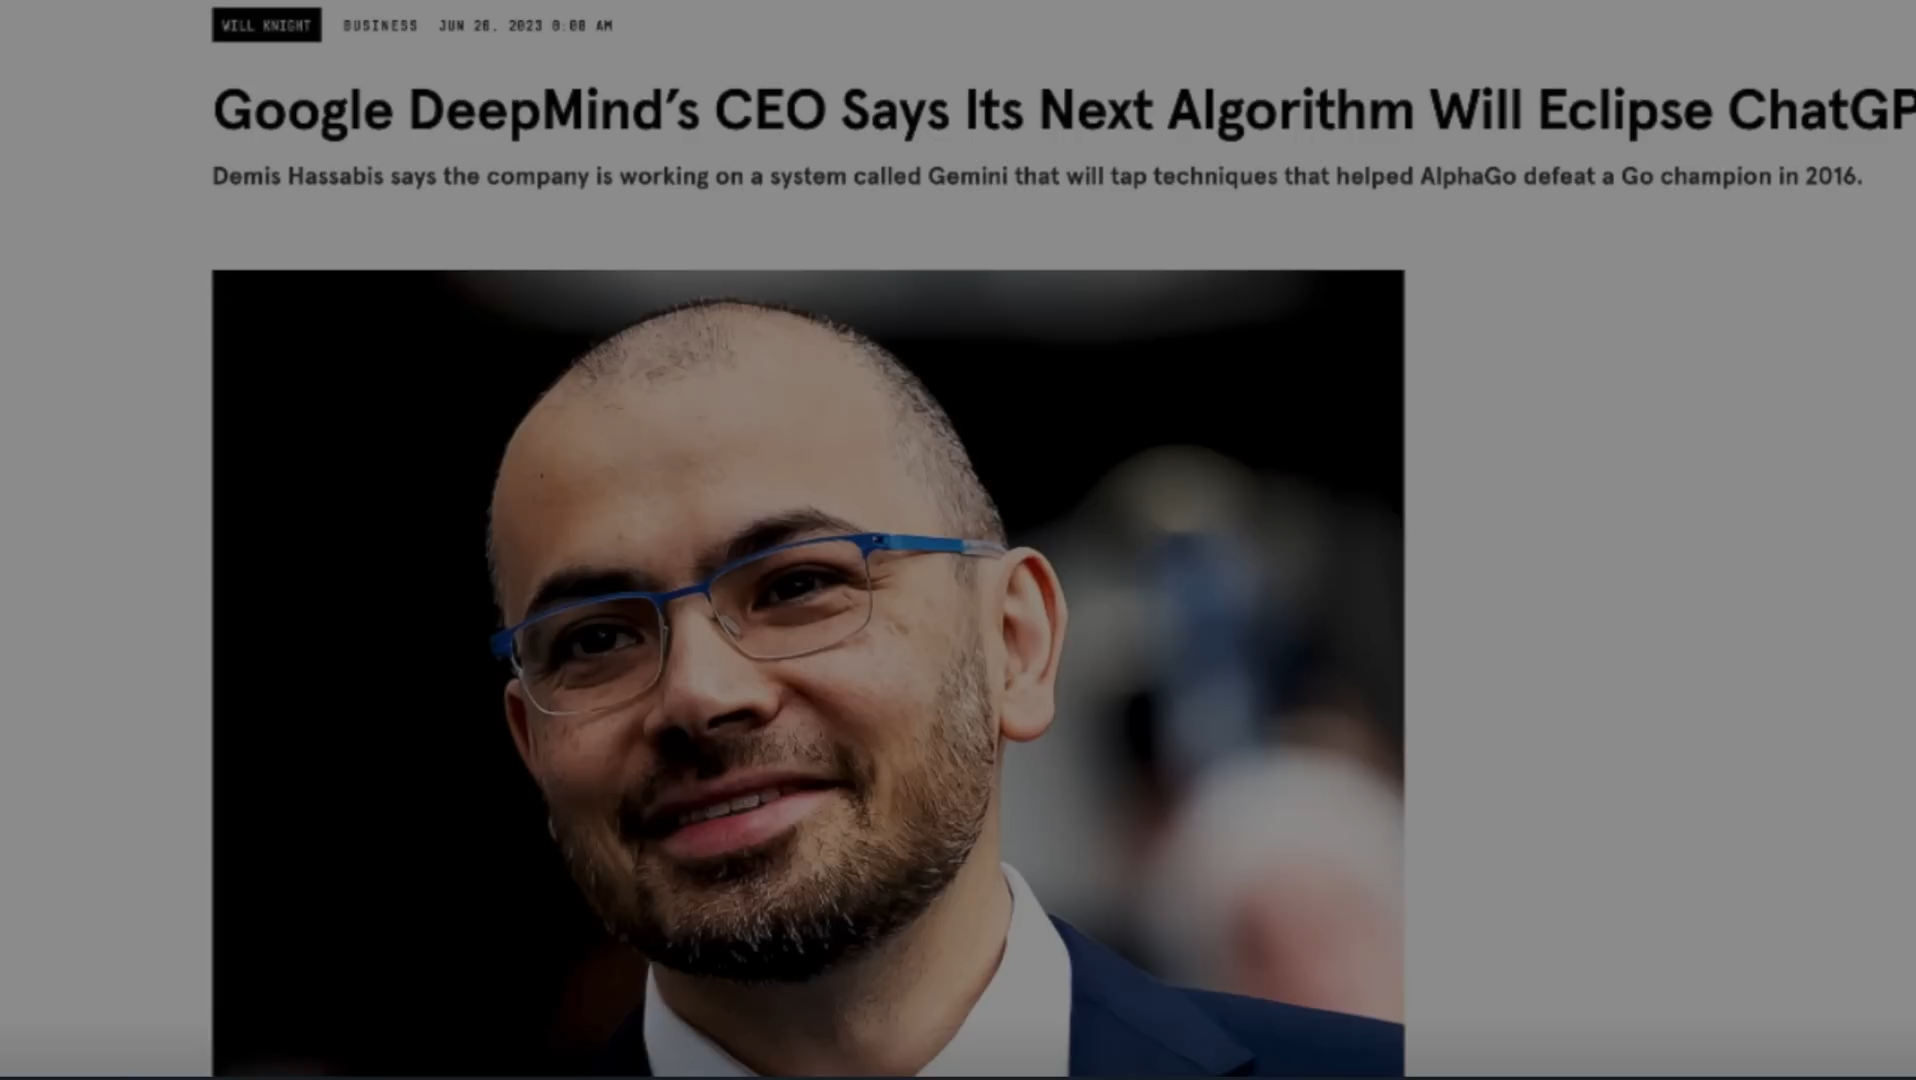 WILL KNIGHT BUSINESS JUN 26, 2023 8:00 AM
Google DeepMind's CEO Says Its Next Algorithm Will Eclipse ChatGP
Demis Hassabis says the company is working on a system called Gemini that will tap techniques that helped AlphaGo defeat a Go champion in 2016.